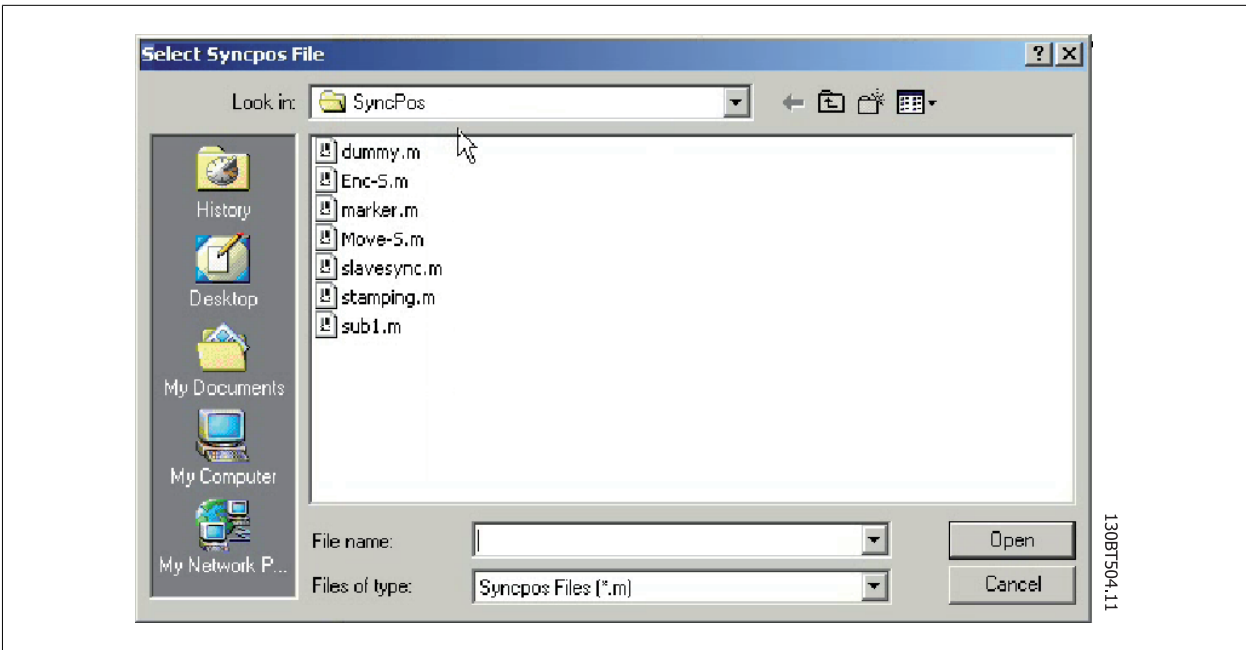 Select Syncpos File
Look in: SyncPos
History
Desktop
My Documents
My Computer
My Network P...
dummy.m
Enc-S.m
marker.m
Move-S.m
slavesync.m
stamping.m
sub1.m
File name:
Open
Files of type: Syncpos Files (*.m)
Cancel
130BT504.11